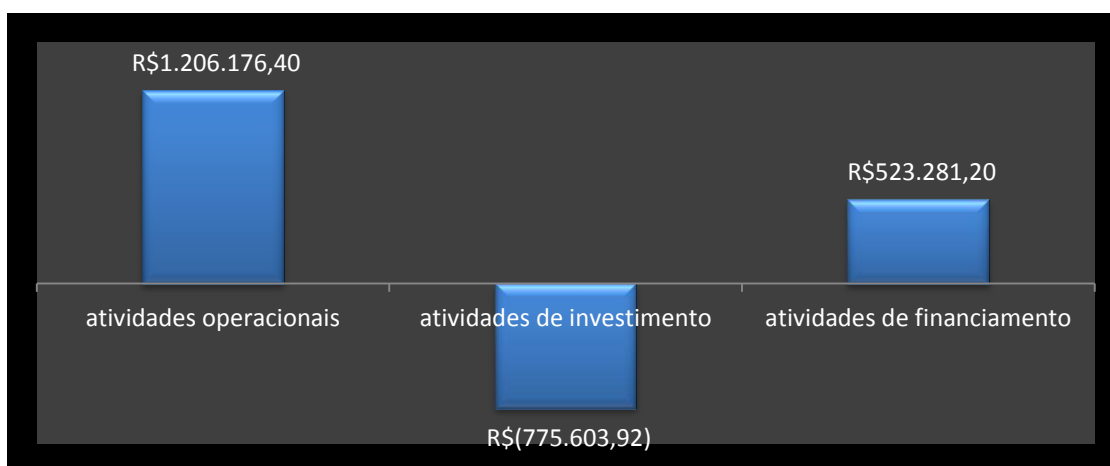 R$1.206.176,40
R$523.281,20
atividades operacionais
atividades de investimento
atividades de financiamento
R$(775.603,92)